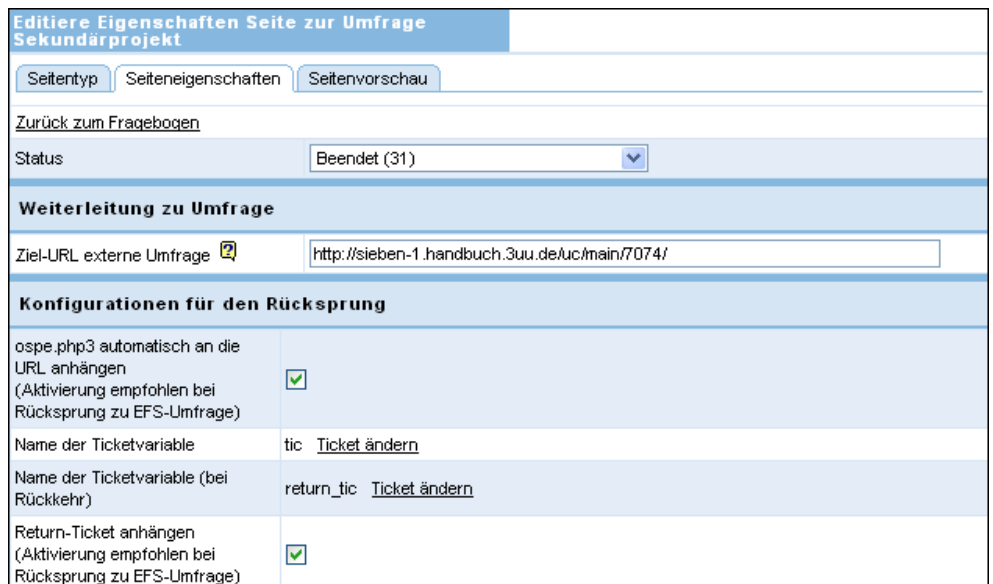 Editiere Eigenschaften Seite zur Umfrage
Sekundärprojekt
Seitentyp
Seiteneigenschaften
Seitenvorschau
Zurück zum Fragebogen
Status
Beendet (31)
Weiterleitung zu Umfrage
Ziel-URL externe Umfrage
http://sieben-1.handbuch.3uu.de/uc/main/7074/
Konfigurationen für den Rücksprung
ospe.php3 automatisch an die
URL anhängen
(Aktivierung empfohlen bei
Rücksprung zu EFS-Umfrage)
Name der Ticketvariable
tic Ticket ändern
Name der Ticketvariable (bei
Rückkehr)
return_tic Ticket ändern
Return-Ticket anhängen
(Aktivierung empfohlen bei
Rücksprung zu EFS-Umfrage)